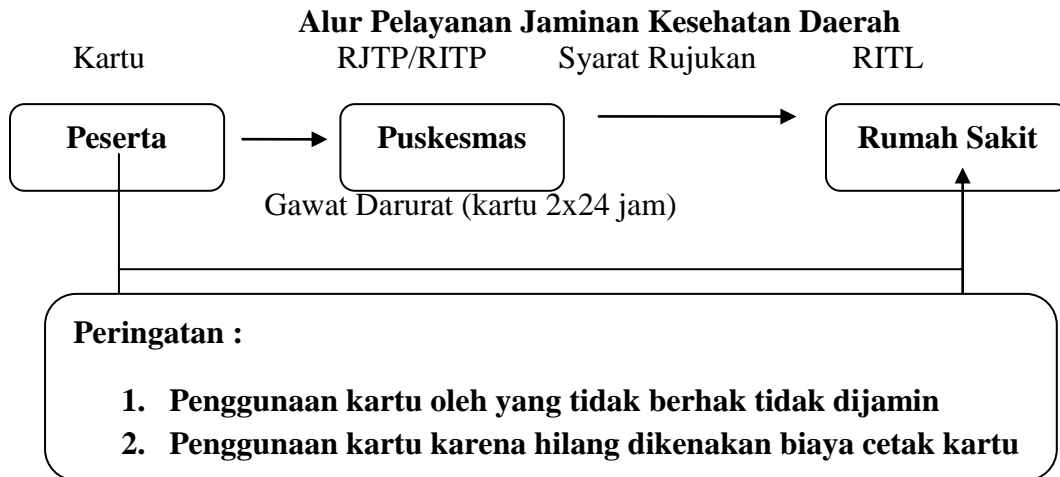 Alur Pelayanan Jaminan Kesehatan Daerah
Kartu RJTP/RITP Syarat Rujukan RITL
Peserta Puskesmas Rumah Sakit
Gawat Darurat (kartu 2x24 jam)
Peringatan :
1. Penggunaan kartu oleh yang tidak berhak tidak dijamin
2. Penggunaan kartu karena hilang dikenakan biaya cetak kartu